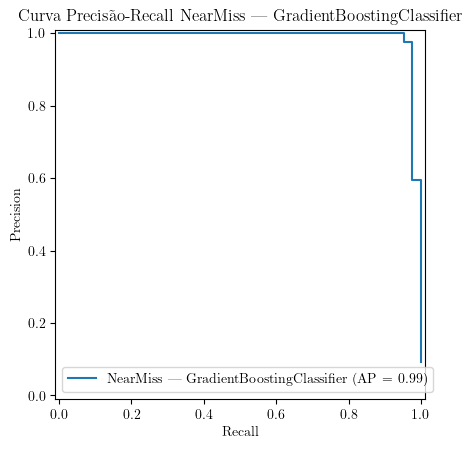 Curva Precisão-Recall NearMiss — GradientBoostingClassifier
1.0
0.8
0.6
0.4
0.2
0.0
Precision
NearMiss — GradientBoostingClassifier (AP = 0.99)
0.0 0.2 0.4 0.6 0.8 1.0
Recall